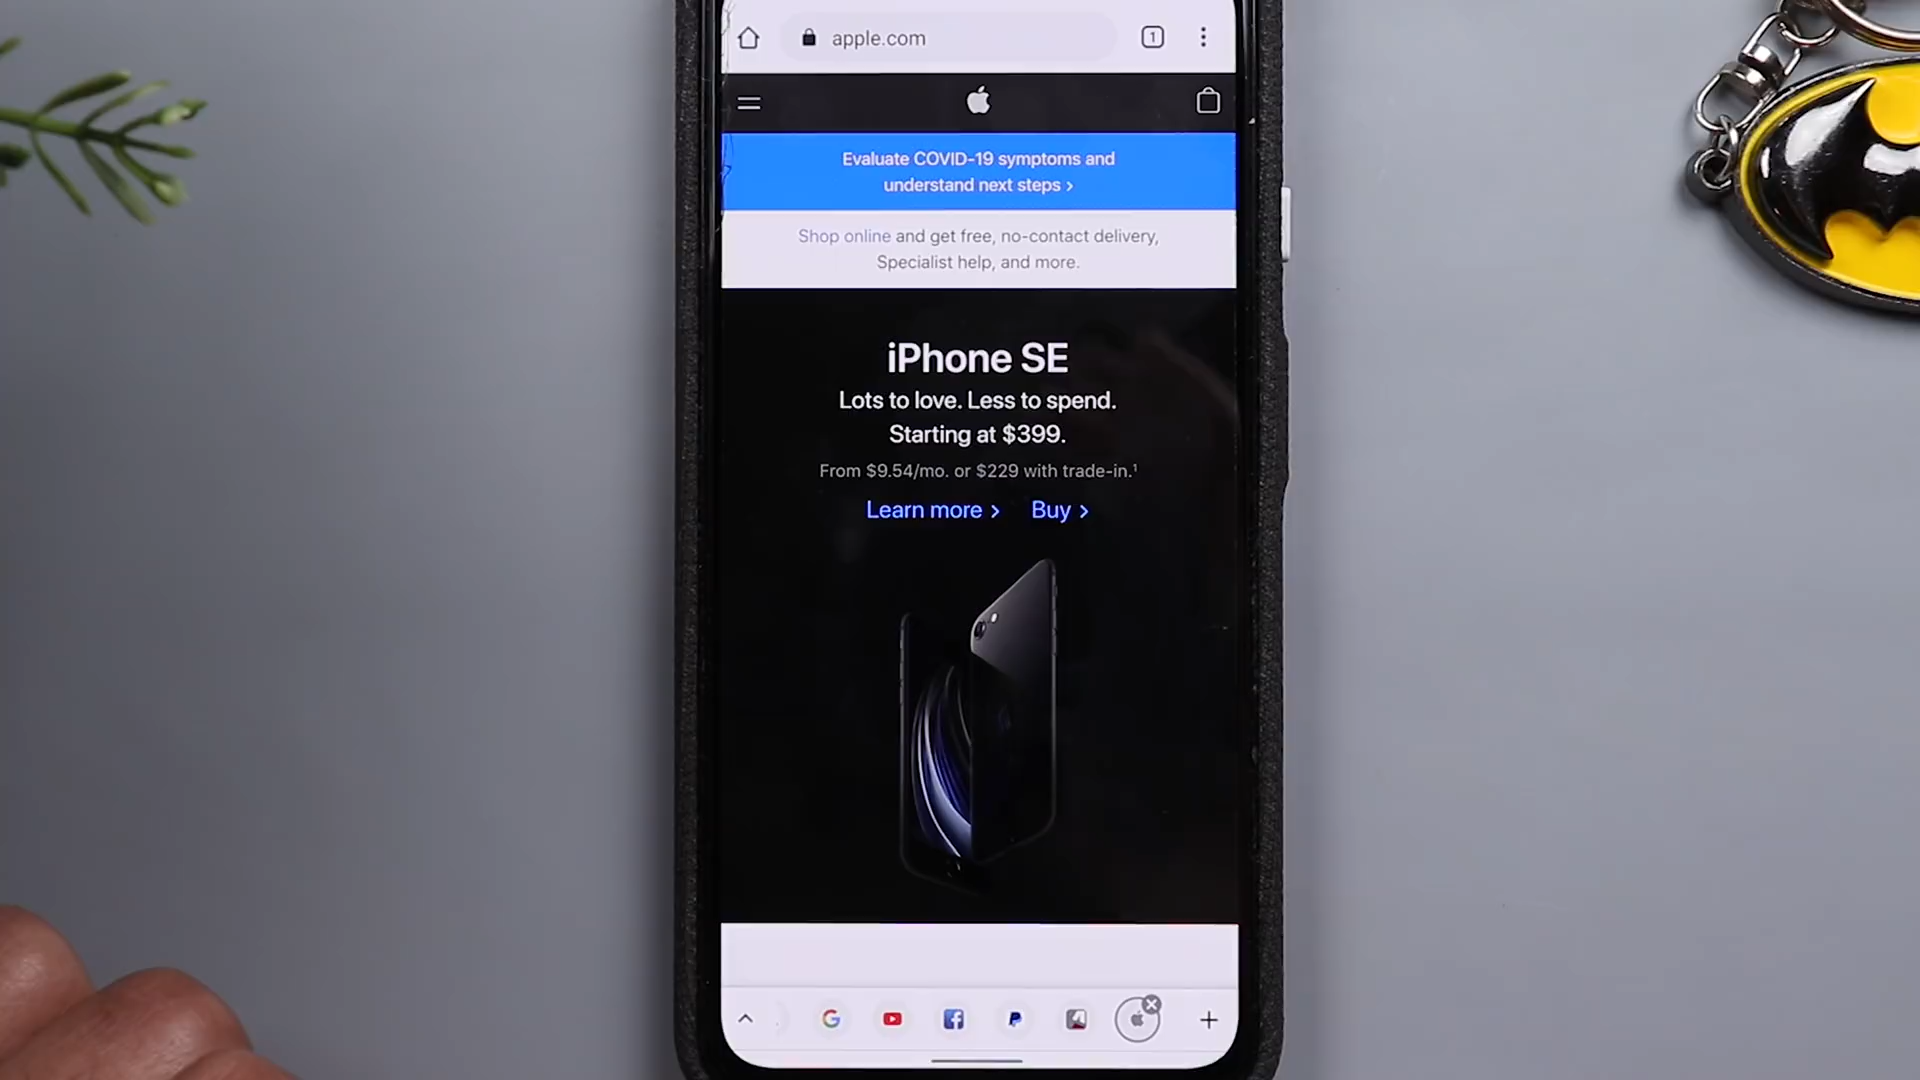 apple.com
1
Evaluate COVID-19 symptoms and
understand next steps ›
Shop online and get free, no-contact delivery,
Specialist help, and more.
iPhone SE
Lots to love. Less to spend.
Starting at $399.
From $9.54/mo. or $229 with trade-in.¹
Learn more › Buy ›